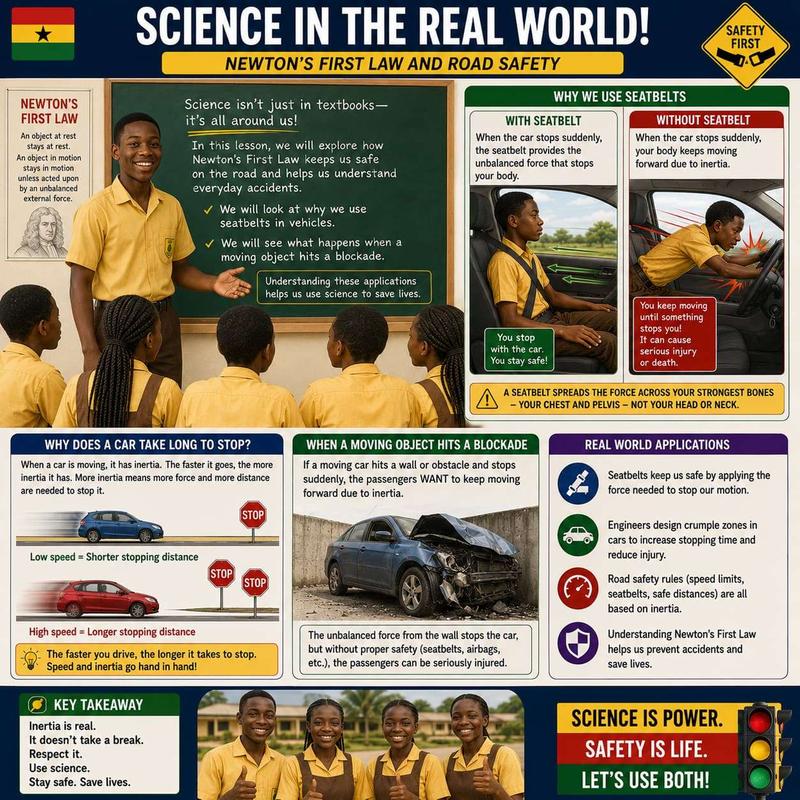 SCIENCE IN THE REAL WORLD!
NEWTON'S FIRST LAW AND ROAD SAFETY
SAFETY
FIRST
NEWTON'S
FIRST LAW
An object at rest
stays at rest.
An object in motion
stays in motion
unless acted upon
by an unbalanced
external force.
Science isn't just in textbooks—
it's all around us!
In this lesson, we will explore how
Newton's First Law keeps us safe
on the road and helps us understand
everyday accidents.
✓ We will look at why we use
seatbelts in vehicles.
✓ We will see what happens when a
moving object hits a blockade.
Understanding these applications
helps us use science to save lives.
WHY WE USE SEATBELTS
WITH SEATBELT
When the car stops suddenly,
the seatbelt provides the
unbalanced force that stops
your body.
You stop
with the car.
You stay safe!
WITHOUT SEATBELT
When the car stops suddenly,
your body keeps moving
forward due to inertia.
You keep moving
until something
stops you!
It can cause
serious injury
or death.
A SEATBELT SPREADS THE FORCE ACROSS YOUR STRONGEST BONES
– YOUR CHEST AND PELVIS – NOT YOUR HEAD OR NECK.
WHY DOES A CAR TAKE LONG TO STOP?
When a car is moving, it has inertia. The faster it goes, the more
inertia it has. More inertia means more force and more distance
are needed to stop it.
STOP
Low speed = Shorter stopping distance
STOP
STOP
High speed = Longer stopping distance
The faster you drive, the longer it takes to stop.
Speed and inertia go hand in hand!
WHEN A MOVING OBJECT HITS A BLOCKADE
If a moving car hits a wall or obstacle and stops
suddenly, the passengers WANT to keep moving
forward due to inertia.
The unbalanced force from the wall stops the car,
but without proper safety (seatbelts, airbags,
etc.), the passengers can be seriously injured.
REAL WORLD APPLICATIONS
Seatbelts keep us safe by applying the
force needed to stop our motion.
Engineers design crumple zones in
cars to increase stopping time and
reduce injury.
Road safety rules (speed limits,
seatbelts, safe distances) are all
based on inertia.
Understanding Newton's First Law
helps us prevent accidents and
save lives.
KEY TAKEAWAY
Inertia is real.
It doesn't take a break.
Respect it.
Use science.
Stay safe. Save lives.
SCIENCE IS POWER.
SAFETY IS LIFE.
LET'S USE BOTH!